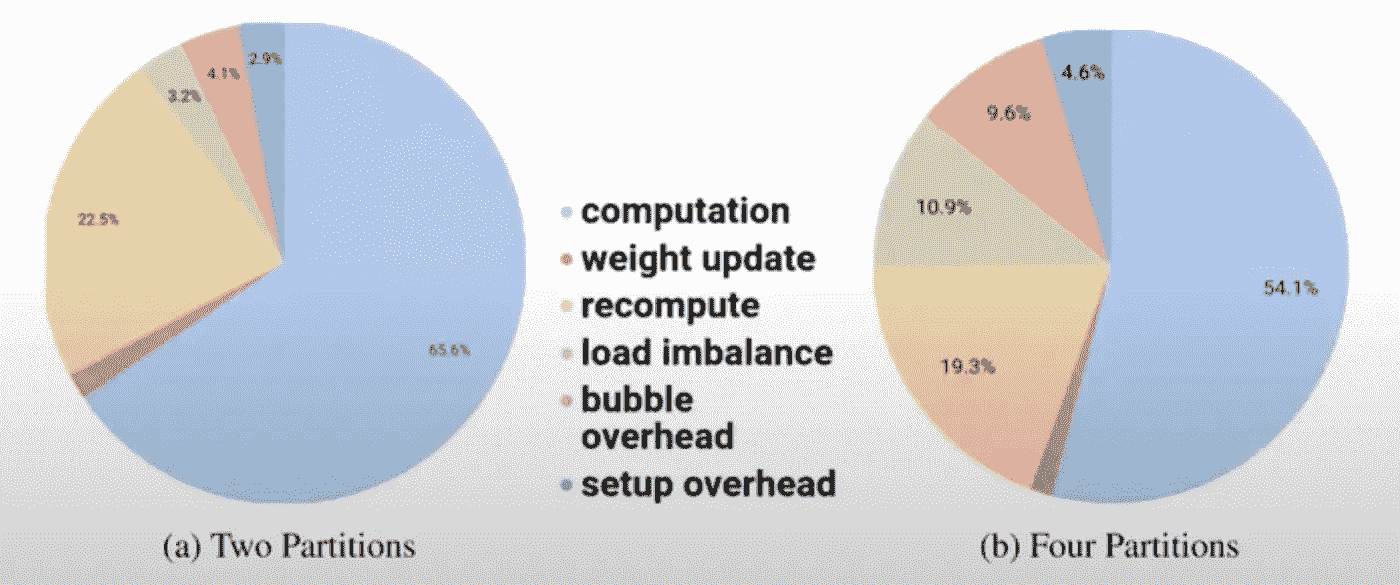 2.9%
4.1%
3.2%
22.5%
65.6%
computation
weight update
recompute
load imbalance
bubble
overhead
setup overhead
4.6%
9.6%
10.9%
54.1%
19.3%
(a) Two Partitions
(b) Four Partitions